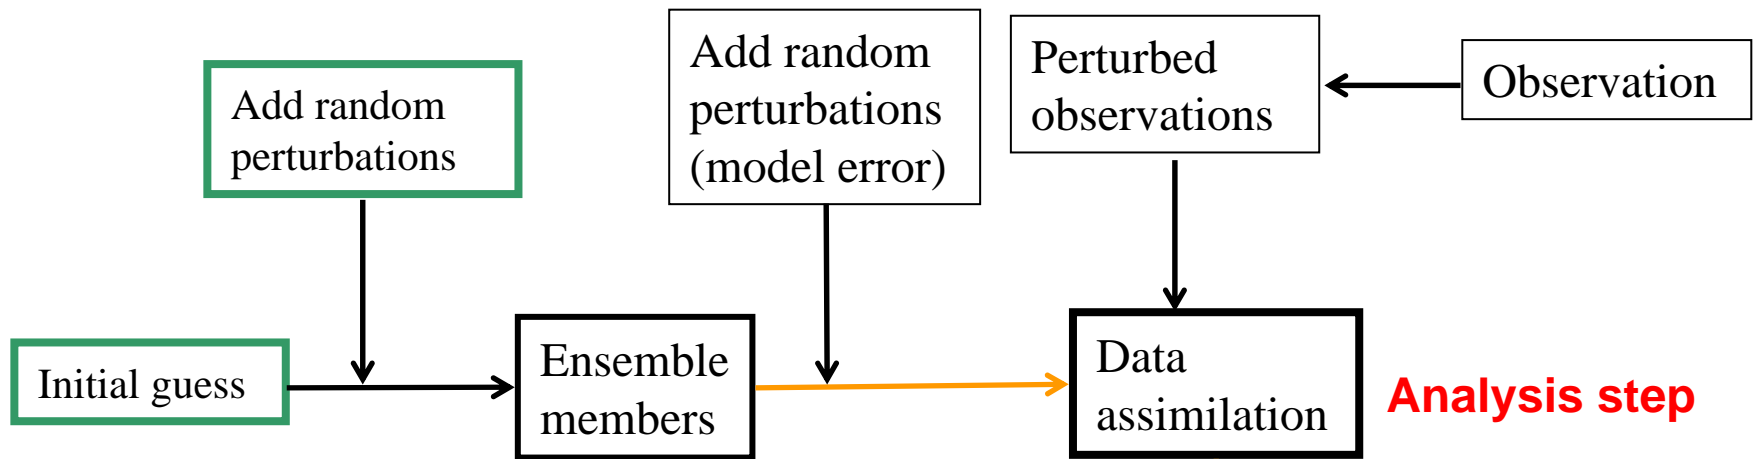 Add random
perturbations
Add random
perturbations
(model error)
Perturbed
observations
Observation
Initial guess
Ensemble
members
Data
assimilation
Analysis step